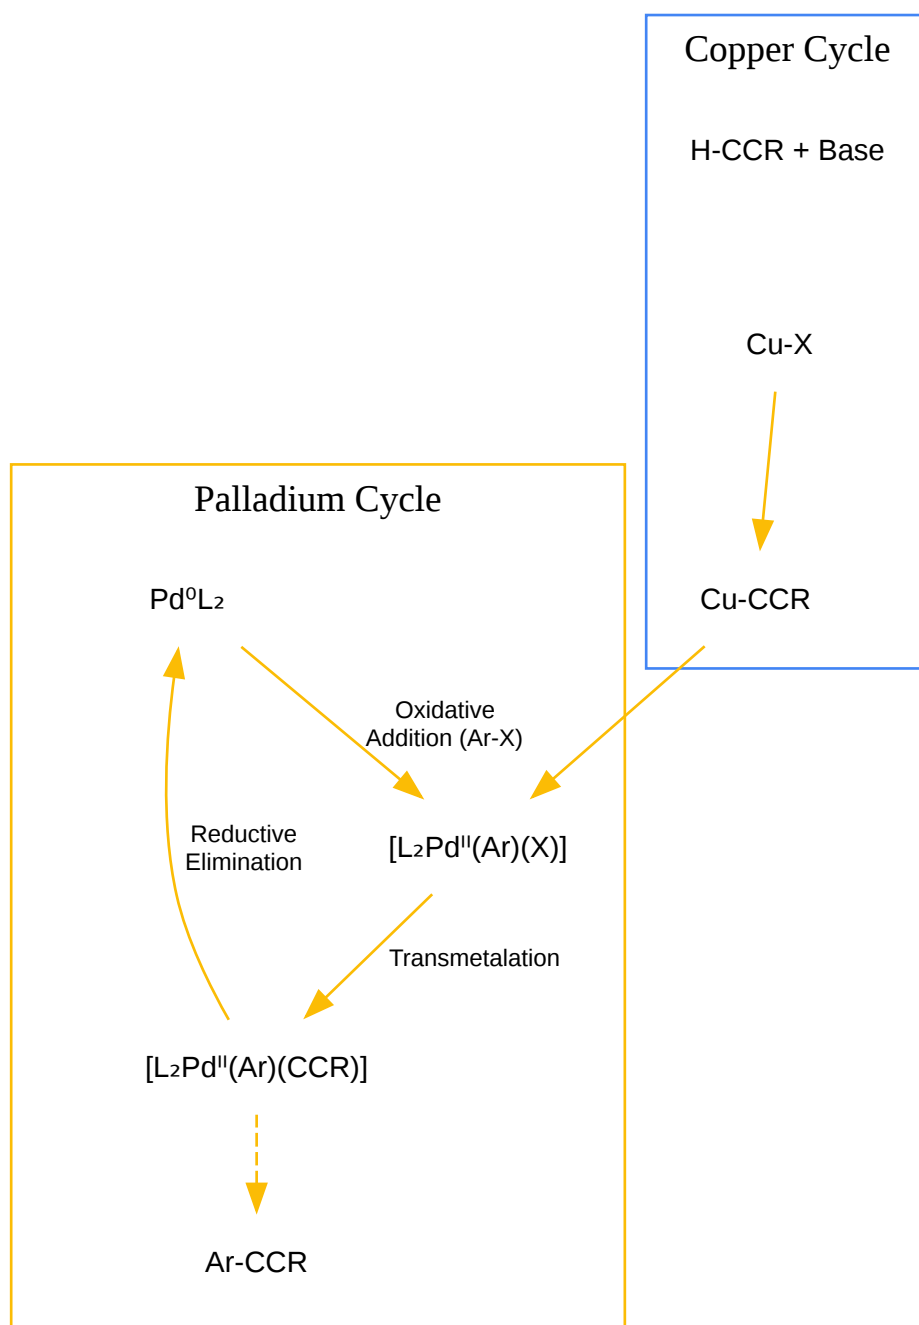 Copper Cycle
H-CCR + Base
Cu-X
Palladium Cycle
Pd⁰L₂
Cu-CCR
Oxidative
Addition (Ar-X)
Reductive
Elimination
[L₂Pdᴵᴵ(Ar)(X)]
Transmetalation
[L₂Pdᴵᴵ(Ar)(CCR)]
Ar-CCR